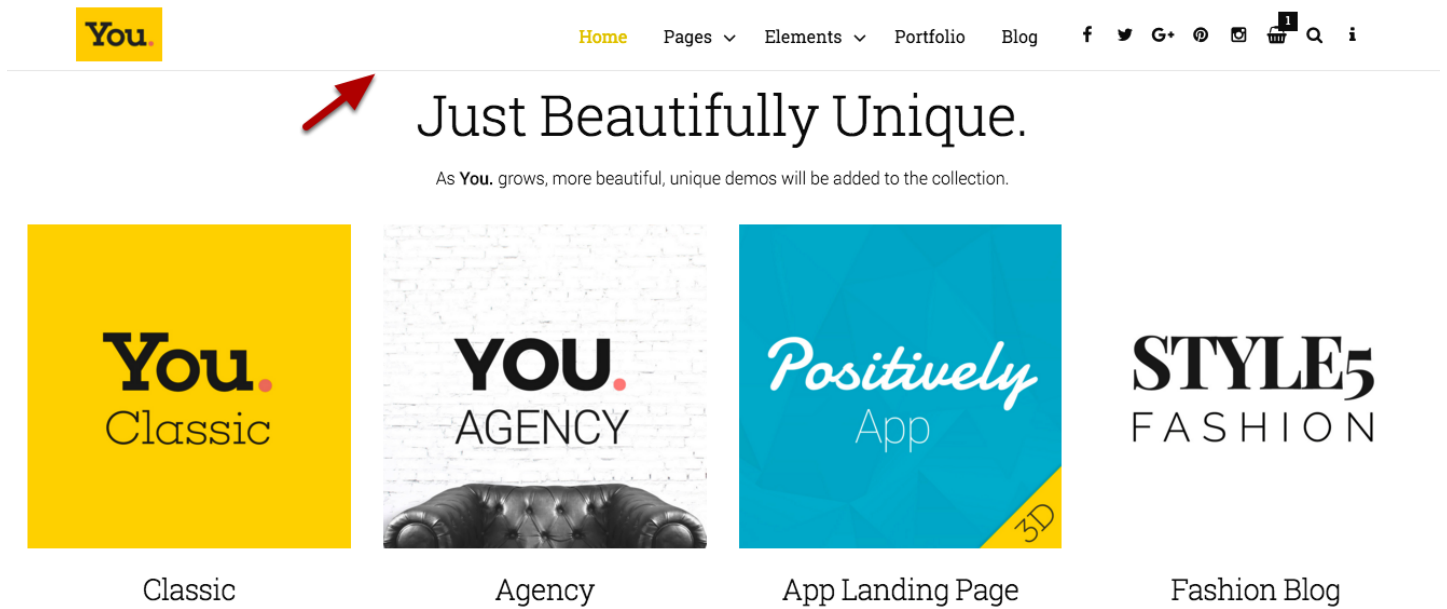 You.
Home Pages Elements Portfolio Blog G+ 1 i
Just Beautifully Unique.
As You. grows, more beautiful, unique demos will be added to the collection.
You.
Classic
YOU.
AGENCY
Positively
App
3D
STYLE5
FASHION
Classic
Agency
App Landing Page
Fashion Blog